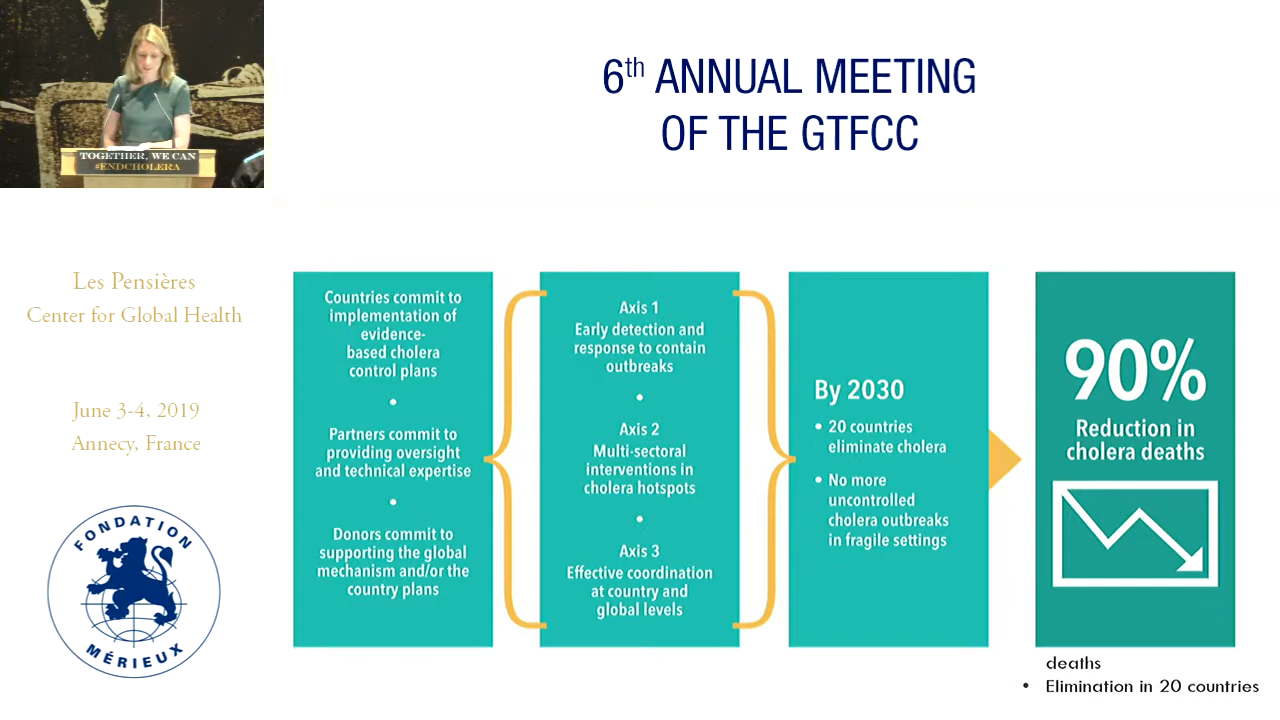 TOGETHER, WE CAN
#ENDCHOLERA
6th ANNUAL MEETING
OF THE GTFCC
Les Pensières
Center for Global Health
June 3-4, 2019
Annecy, France
FONDATION
MÉRIEUX
Countries commit to
implementation of
evidence-
based cholera
control plans
•
Partners commit to
providing oversight
and technical expertise
•
Donors commit to
supporting the global
mechanism and/or the
country plans
Axis 1
Early detection and
response to contain
outbreaks
•
Axis 2
Multi-sectoral
interventions in
cholera hotspots
•
Axis 3
Effective coordination
at country and
global levels
By 2030
• 20 countries
eliminate cholera
• No more
uncontrolled
cholera outbreaks
in fragile settings
90%
Reduction in
cholera deaths
deaths
• Elimination in 20 countries